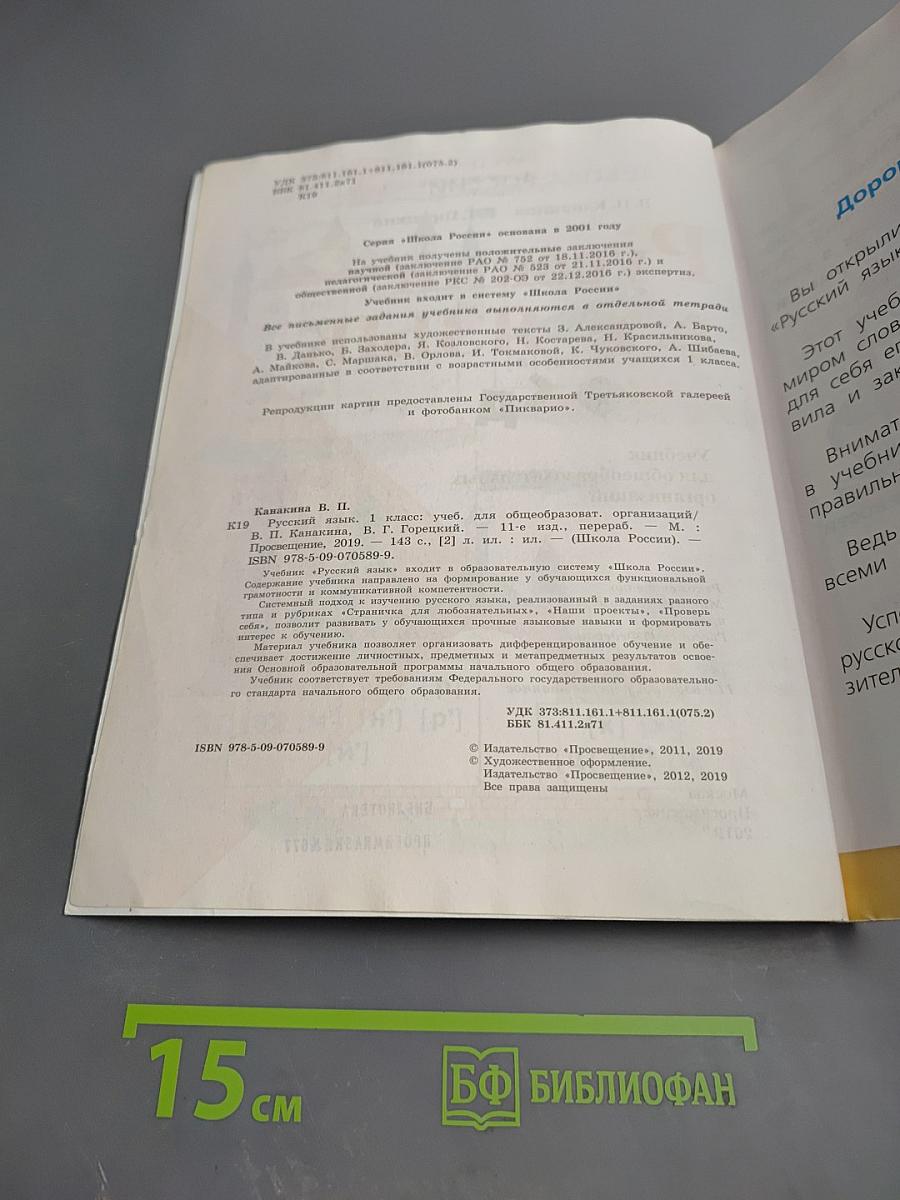 УДК 373:811.161.1+811.161.1(075.2)
ББК 81.411.2я71
К19
Серия «Школа России» основана в 2001 году
На учебник получены положительные заключения
научной (заключение РАО № 752 от 18.11.2016 г.),
педагогической (заключение РАО № 523 от 21.11.2016 г.) и
общественной (заключение РКС № 202-ОЭ от 22.12.2016 г.) экспертиз.
Учебник входит в систему «Школа России»
Все письменные задания учебника выполняются в отдельной тетради
В учебнике использованы художественные тексты З. Александровой, А. Барто,
В. Данько, Б. Заходера, Я. Козловского, Н. Костарева, Н. Красильникова,
А. Майкова, С. Маршака, В. Орлова, И. Токмаковой, К. Чуковского, А. Шибаева,
адаптированные в соответствии с возрастными особенностями учащихся 1 класса.
Репродукции картин предоставлены Государственной Третьяковской галереей
и фотобанком «Пикварио».
Канакина В. П.
К19 Русский язык. 1 класс: учеб. для общеобразоват. организаций/
В. П. Канакина, В. Г. Горецкий. — 11-е изд., перераб. — М. :
Просвещение, 2019. — 143 с., [2] л. ил. : ил. — (Школа России). —
ISBN 978-5-09-070589-9.
Учебник «Русский язык» входит в образовательную систему «Школа России».
Содержание учебника направлено на формирование у обучающихся функциональной
грамотности и коммуникативной компетентности.
Системный подход к изучению русского языка, реализованный в заданиях разного
типа и рубриках «Страничка для любознательных», «Наши проекты», «Проверь
себя», позволит развивать у обучающихся прочные языковые навыки и формировать
интерес к обучению.
Материал учебника позволяет организовать дифференцированное обучение и обе-
спечивает достижение личностных, предметных и метапредметных результатов освое-
ния Основной образовательной программы начального общего образования.
Учебник соответствует требованиям Федерального государственного образовательно-
го стандарта начального общего образования.
УДК 373:811.161.1+811.161.1(075.2)
ББК 81.411.2я71
ISBN 978-5-09-070589-9
© Издательство «Просвещение», 2011, 2019
© Художественное оформление.
Издательство «Просвещение», 2012, 2019
Все права защищены
Доро
Вы открыли
«Русский язык
Этот учеб
миром слов
для себя ег
вила и зак
Внимат
в учебни
правильн
Ведь
всеми
Успе
русско
зител
15 см
БФ БИБЛИОФАН